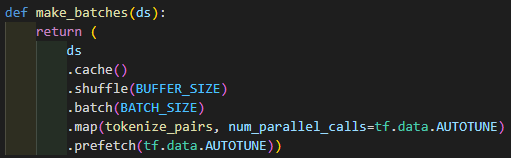 def make_batches(ds):
    return (
        ds
        .cache()
        .shuffle(BUFFER_SIZE)
        .batch(BATCH_SIZE)
        .map(tokenize_pairs, num_parallel_calls=tf.data.AUTOTUNE)
        .prefetch(tf.data.AUTOTUNE))